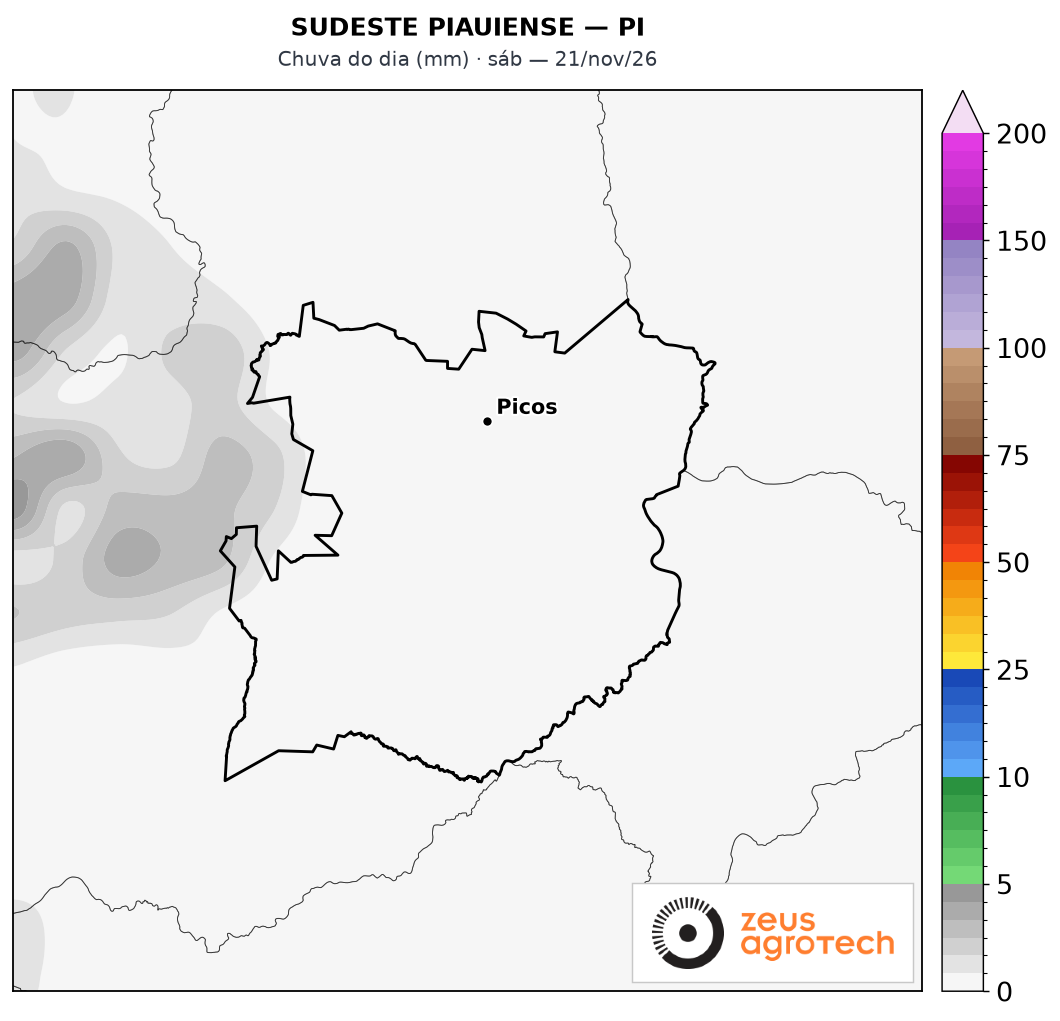 SUDESTE PIAUIENSE — PI
Chuva do dia (mm) · sáb — 21/nov/26
Picos
200
150
100
75
50
25
10
5
0
zeus
agrotech